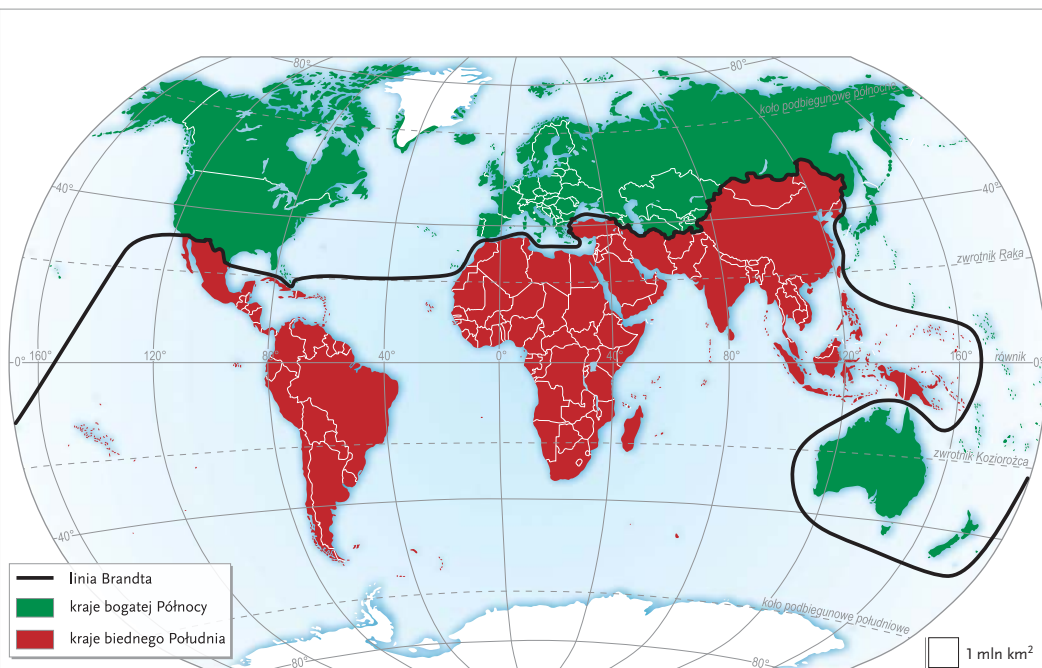 80°
80°
koło podbiegunowe północne
40°
40°
zwrotnik Raka
0° 160° 120° 80° 40° 0° 40° 80° 120° 160° równik 0°
zwrotnik Koziorożca
40°
40°
koło podbiegunowe południowe
80°
80°
linia Brandta
kraje bogatej Północy
kraje biednego Południa
1 mln km²